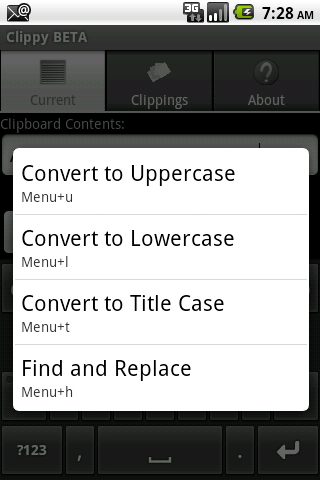 3G 7:28 AM
Clippy BETA
Current Clippings About
Clipboard Contents:
Convert to Uppercase
Menu+u
Convert to Lowercase
Menu+l
Convert to Title Case
Menu+t
Find and Replace
Menu+h
?123 , .